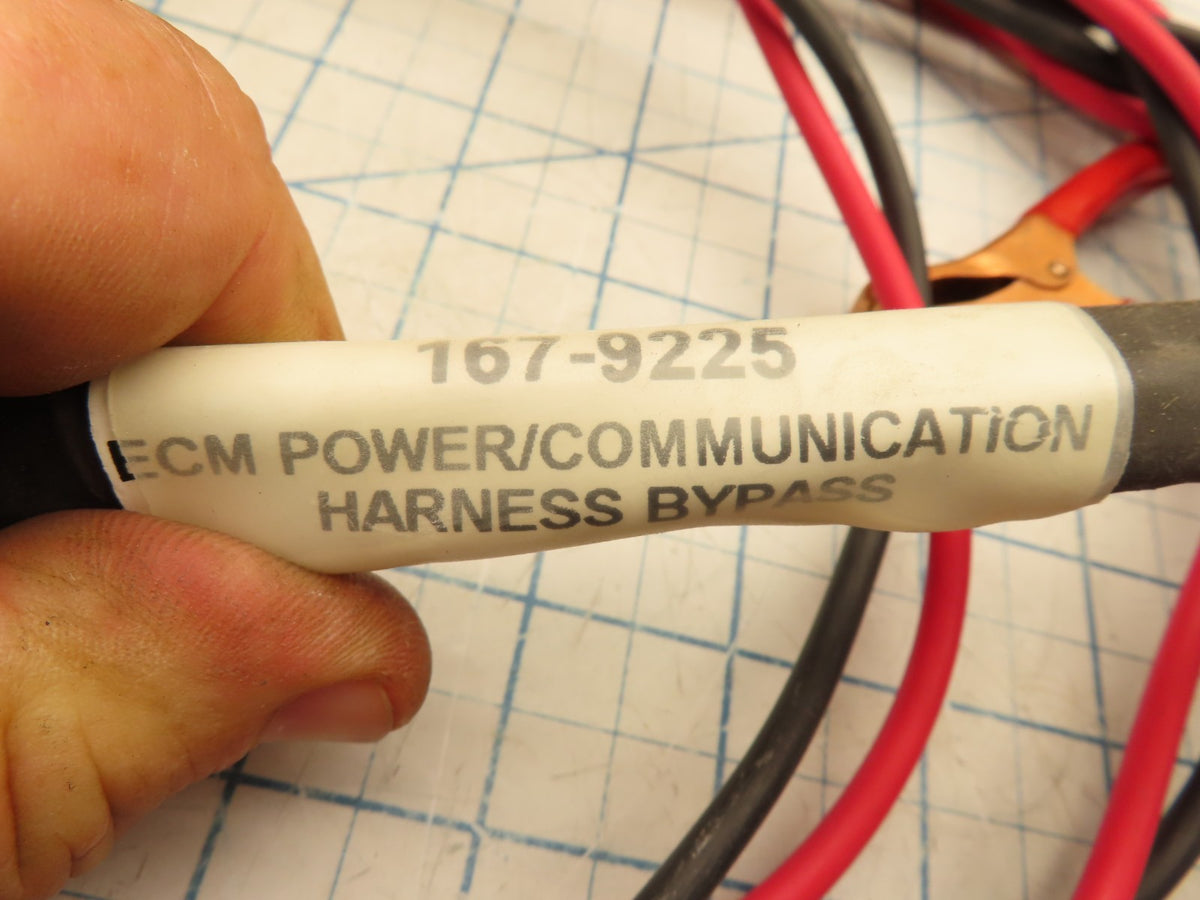 167-9225
ECM POWER/COMMUNICATION
HARNESS BYPASS